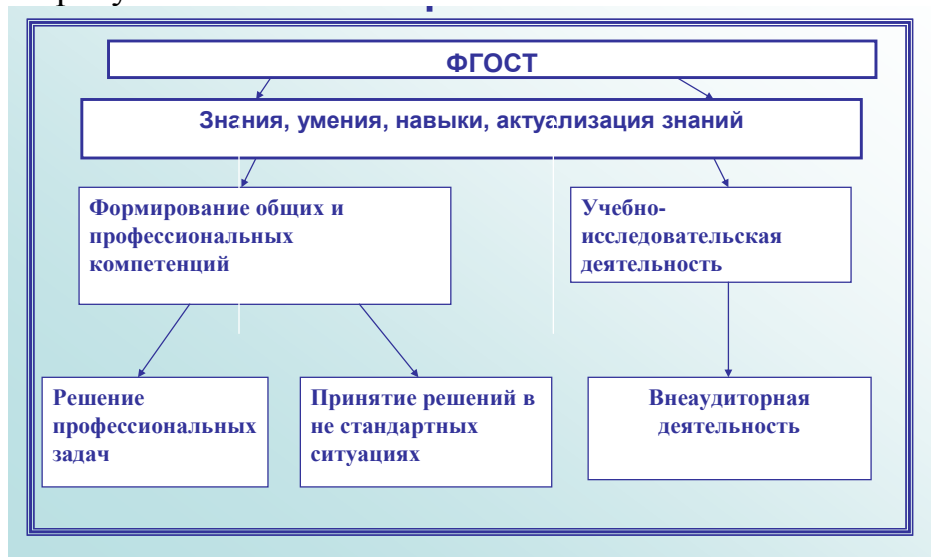 ФГОСТ
Знания, умения, навыки, актуализация знаний
Формирование общих и
профессиональных
компетенций
Учебно-
исследовательская
деятельность
Решение
профессиональных
задач
Принятие решений в
не стандартных
ситуациях
Внеаудиторная
деятельность